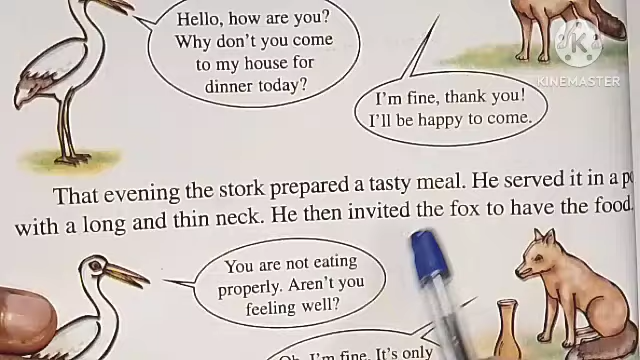 Hello, how are you?
Why don't you come
to my house for
dinner today?
I'm fine, thank you!
I'll be happy to come.
KINEMASTER
That evening the stork prepared a tasty meal. He served it in a
with a long and thin neck. He then invited the fox to have the food.
You are not eating
properly. Aren't you
feeling well?
I'm fine. It's only